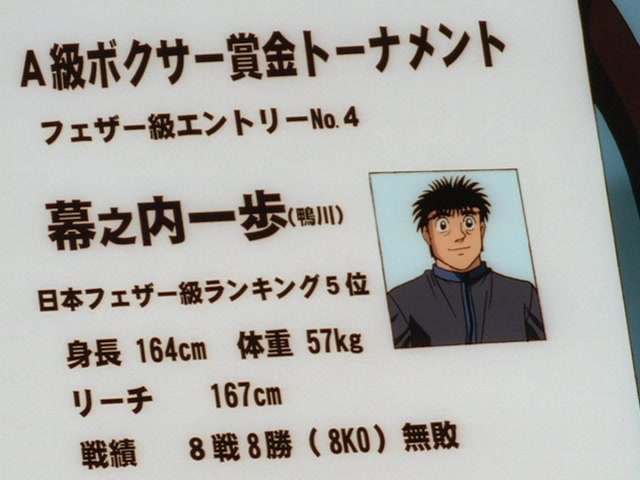 A級ボクサー賞金トーナメント
フェザー級エントリーNo.4
幕之内一歩(鴨川)
日本フェザー級ランキング5位
身長 164cm 体重 57kg
リーチ 167cm
戦績 8戦8勝(8KO)無敗